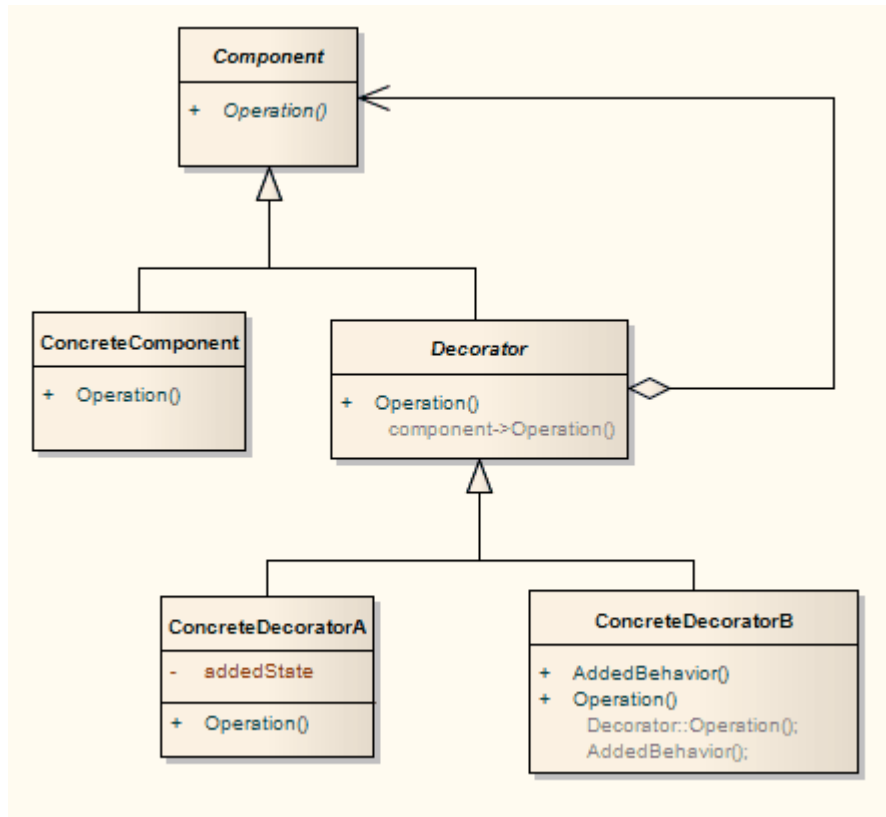 Component
+ Operation()
ConcreteComponent
+ Operation()
Decorator
+ Operation()
component->Operation()
ConcreteDecoratorA
- addedState
+ Operation()
ConcreteDecoratorB
+ AddedBehavior()
+ Operation()
Decorator::Operation();
AddedBehavior();